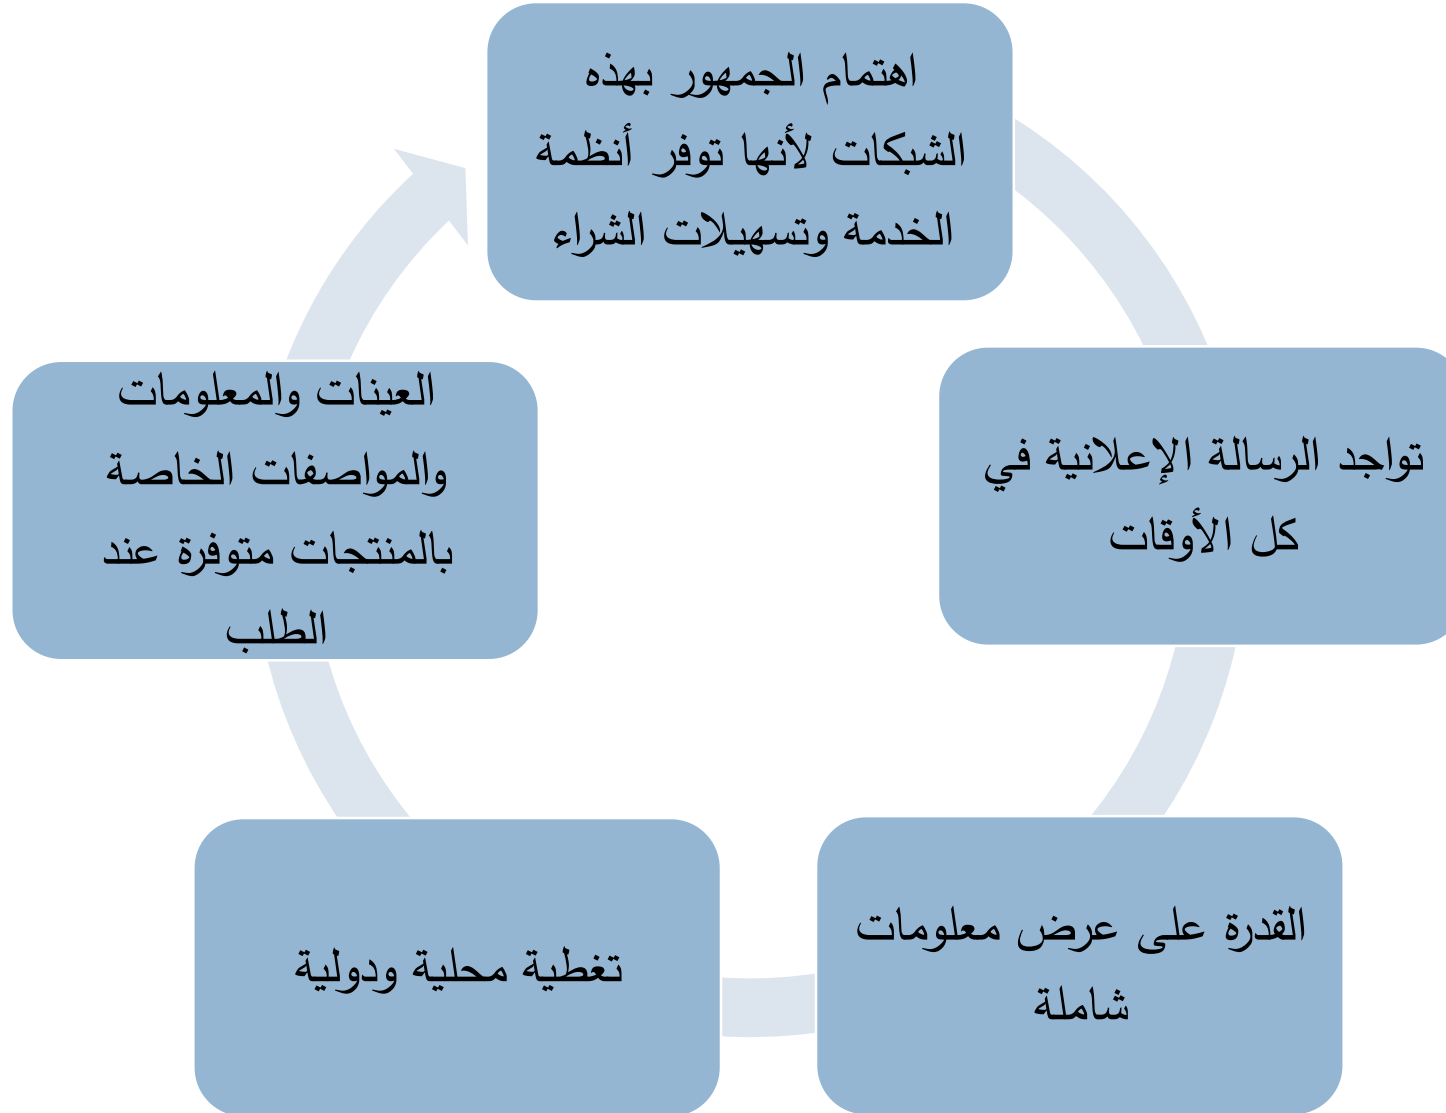 اهتمام الجمهور بهذه
الشبكات لأنها توفر أنظمة
الخدمة وتسهيلات الشراء
تواجد الرسالة الإعلانية في
كل الأوقات
القدرة على عرض معلومات
شاملة
تغطية محلية ودولية
العينات والمعلومات
والمواصفات الخاصة
بالمنتجات متوفرة عند
الطلب